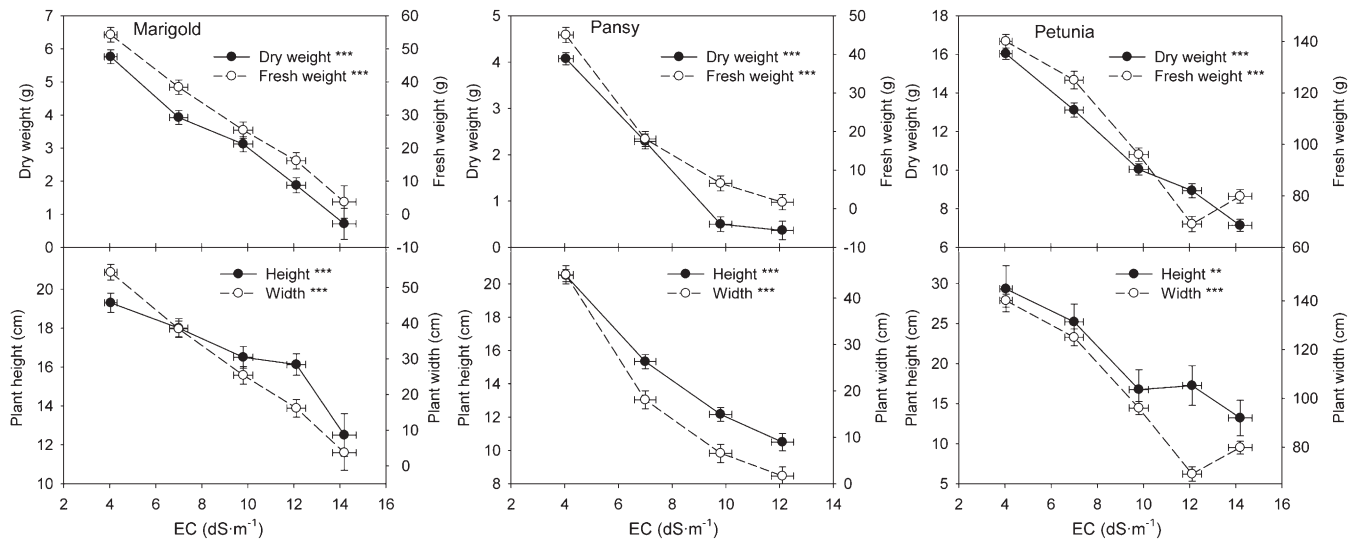 Marigold
Dry weight ***
Fresh weight ***
Dry weight (g)
7
6
5
4
3
2
1
0
Fresh weight (g)
60
50
40
30
20
10
0
-10
Pansy
Dry weight ***
Fresh weight ***
Dry weight (g)
5
4
3
2
1
0
Fresh weight (g)
50
40
30
20
10
0
-10
Petunia
Dry weight ***
Fresh weight ***
Dry weight (g)
18
16
14
12
10
8
6
Fresh weight (g)
140
120
100
80
60
Height ***
Width ***
Plant height (cm)
20
18
16
14
12
10
Plant width (cm)
50
40
30
20
10
0
2 4 6 8 10 12 14 16
EC (dS·m-1)
Height ***
Width ***
Plant height (cm)
20
18
16
14
12
10
8
Plant width (cm)
40
30
20
10
0
2 4 6 8 10 12 14
EC (dS·m-1)
Height **
Width ***
Plant height (cm)
30
25
20
15
10
5
Plant width (cm)
140
120
100
80
2 4 6 8 10 12 14 16
EC (dS·m-1)